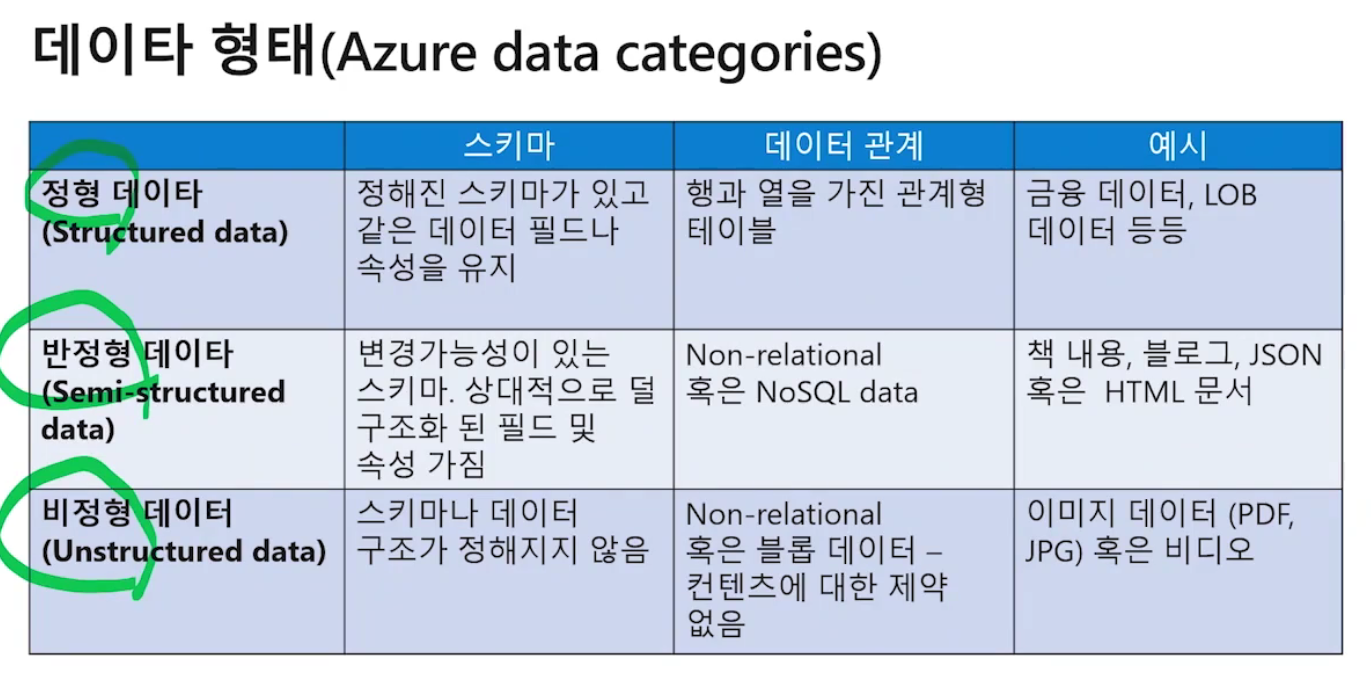 데이타 형태(Azure data categories)
스키마
데이터 관계
예시
정형 데이타
(Structured data)
정해진 스키마가 있고
같은 데이터 필드나
속성을 유지
행과 열을 가진 관계형
테이블
금융 데이터, LOB
데이터 등등
반정형 데이타
(Semi-structured
data)
변경가능성이 있는
스키마. 상대적으로 덜
구조화 된 필드 및
속성 가짐
Non-relational
혹은 NoSQL data
책 내용, 블로그, JSON
혹은 HTML 문서
비정형 데이터
(Unstructured data)
스키마나 데이터
구조가 정해지지 않음
Non-relational
혹은 블롭 데이터 –
컨텐츠에 대한 제약
없음
이미지 데이터 (PDF,
JPG) 혹은 비디오